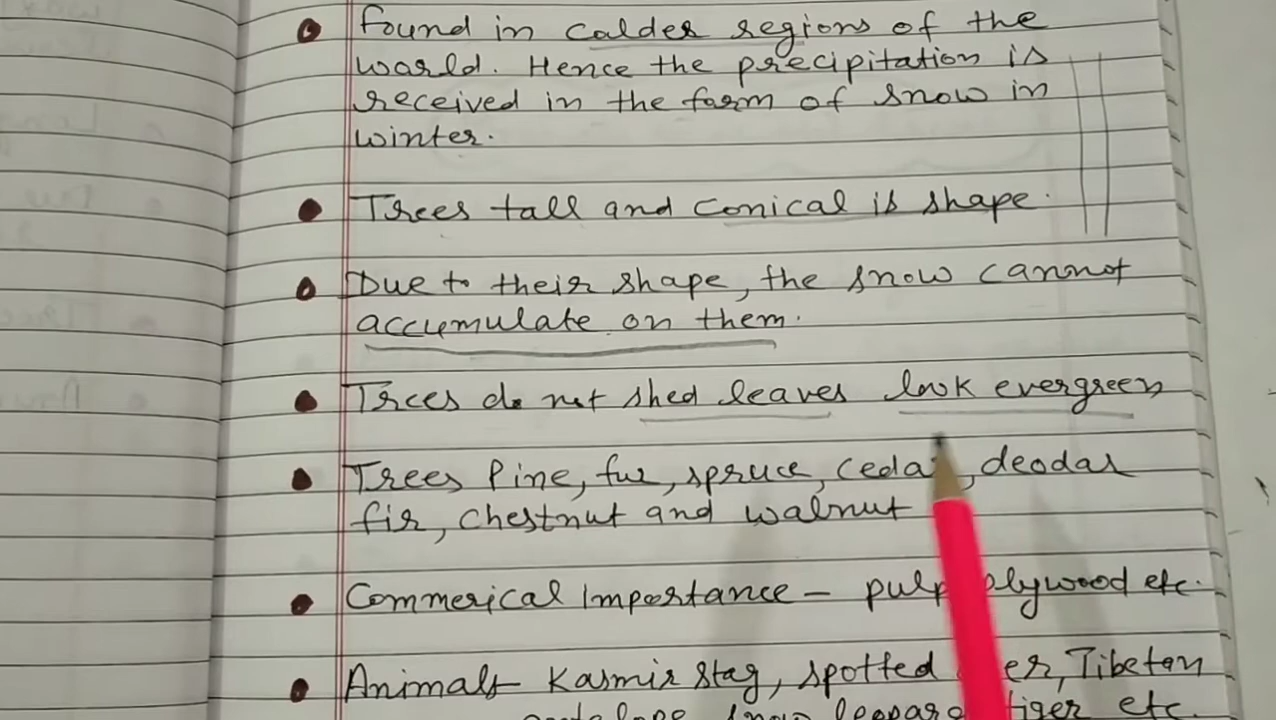 found in colder regions of the
world. Hence the precipitation is
received in the form of snow in
winter.
Trees tall and conical is shape.
Due to their shape, the snow cannot
accumulate on them.
Trees do not shed leaves look evergreen
Trees Pine, fur, spruce, cedar, deodar
fir, chestnut and walnut
Commerical Importance - pulp plywood etc.
Animals Kasmir stag, spotted Tibetan
snow leopard tiger etc.